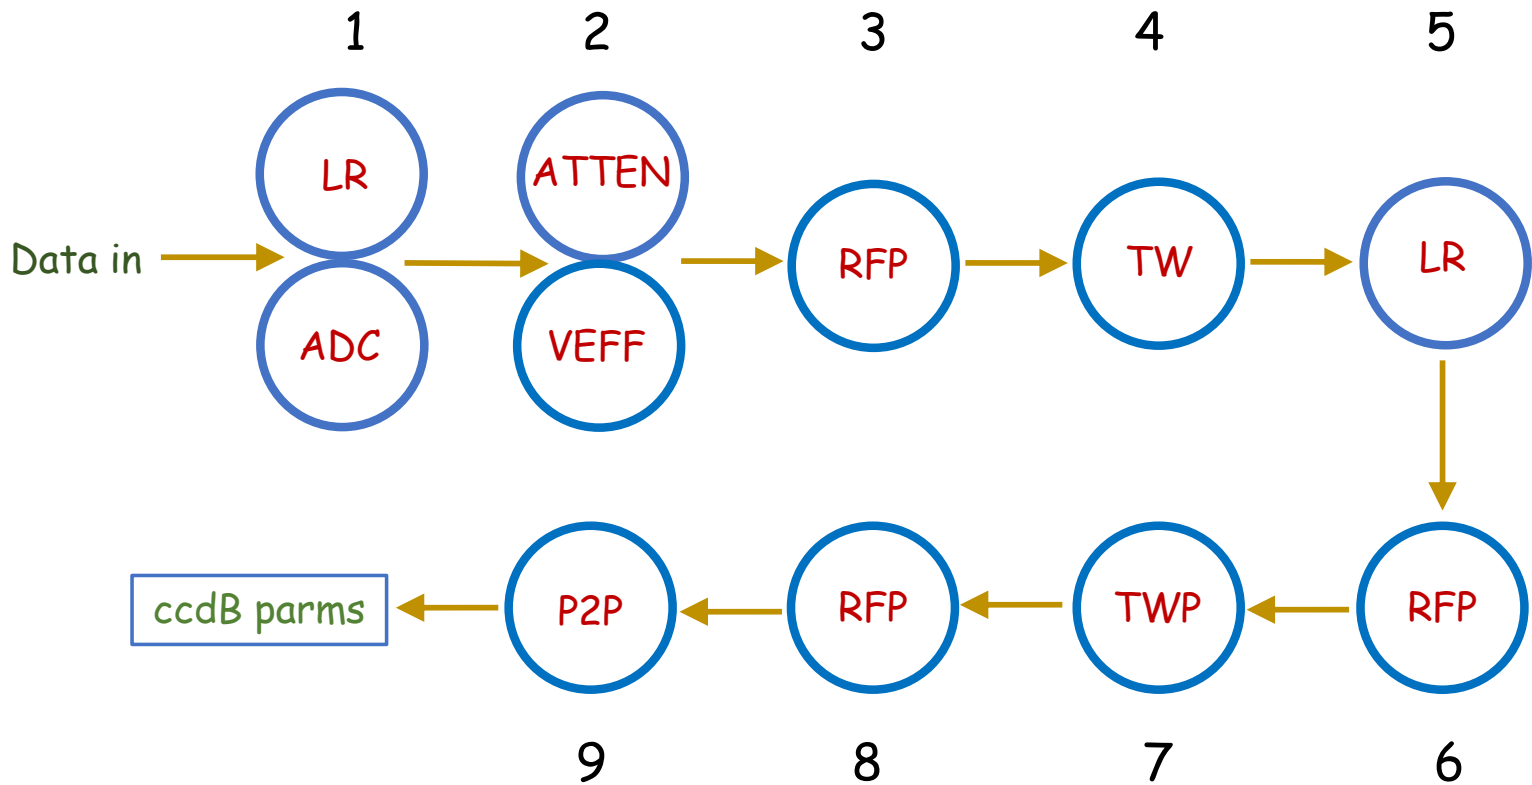 1 2 3 4 5
LR ATTEN
Data in RFP TW LR
ADC VEFF
ccdB parms P2P RFP TWP RFP
9 8 7 6